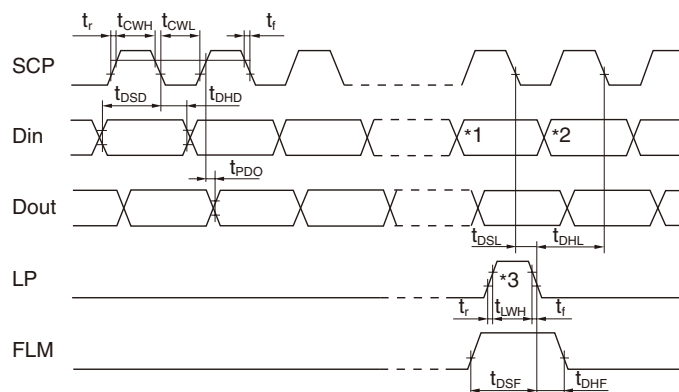 tr tCWH tCWL tf
SCP
tDSD tDHD
Din *1 *2
tPDO
Dout
tDSL tDHL
LP *3
tr tLWH tf
FLM
tDSF tDHF